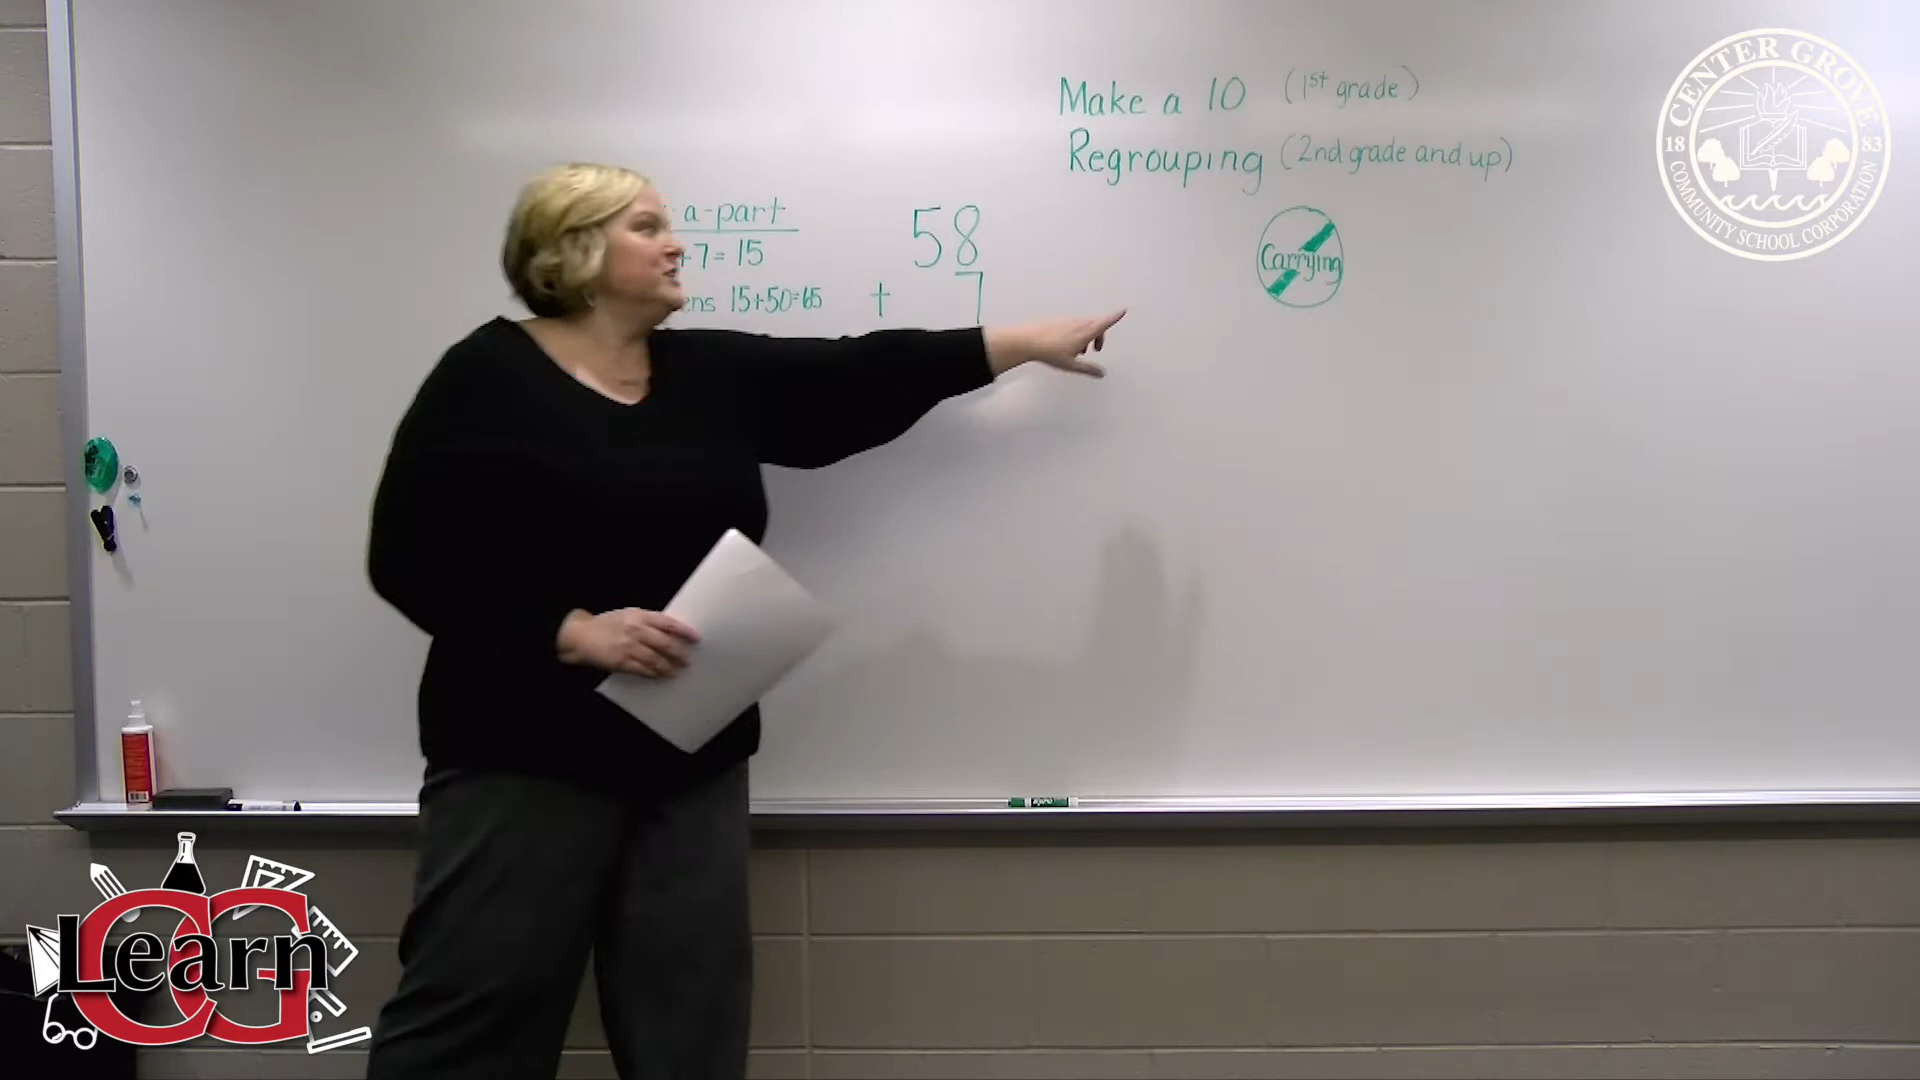 Make a 10 (1st grade)
Regrouping (2nd grade and up)
Carrying
a-part
+7=15
15+50=65
58
+ 7
CENTER GROVE
18 83
COMMUNITY SCHOOL CORPORATION
CG
Learn